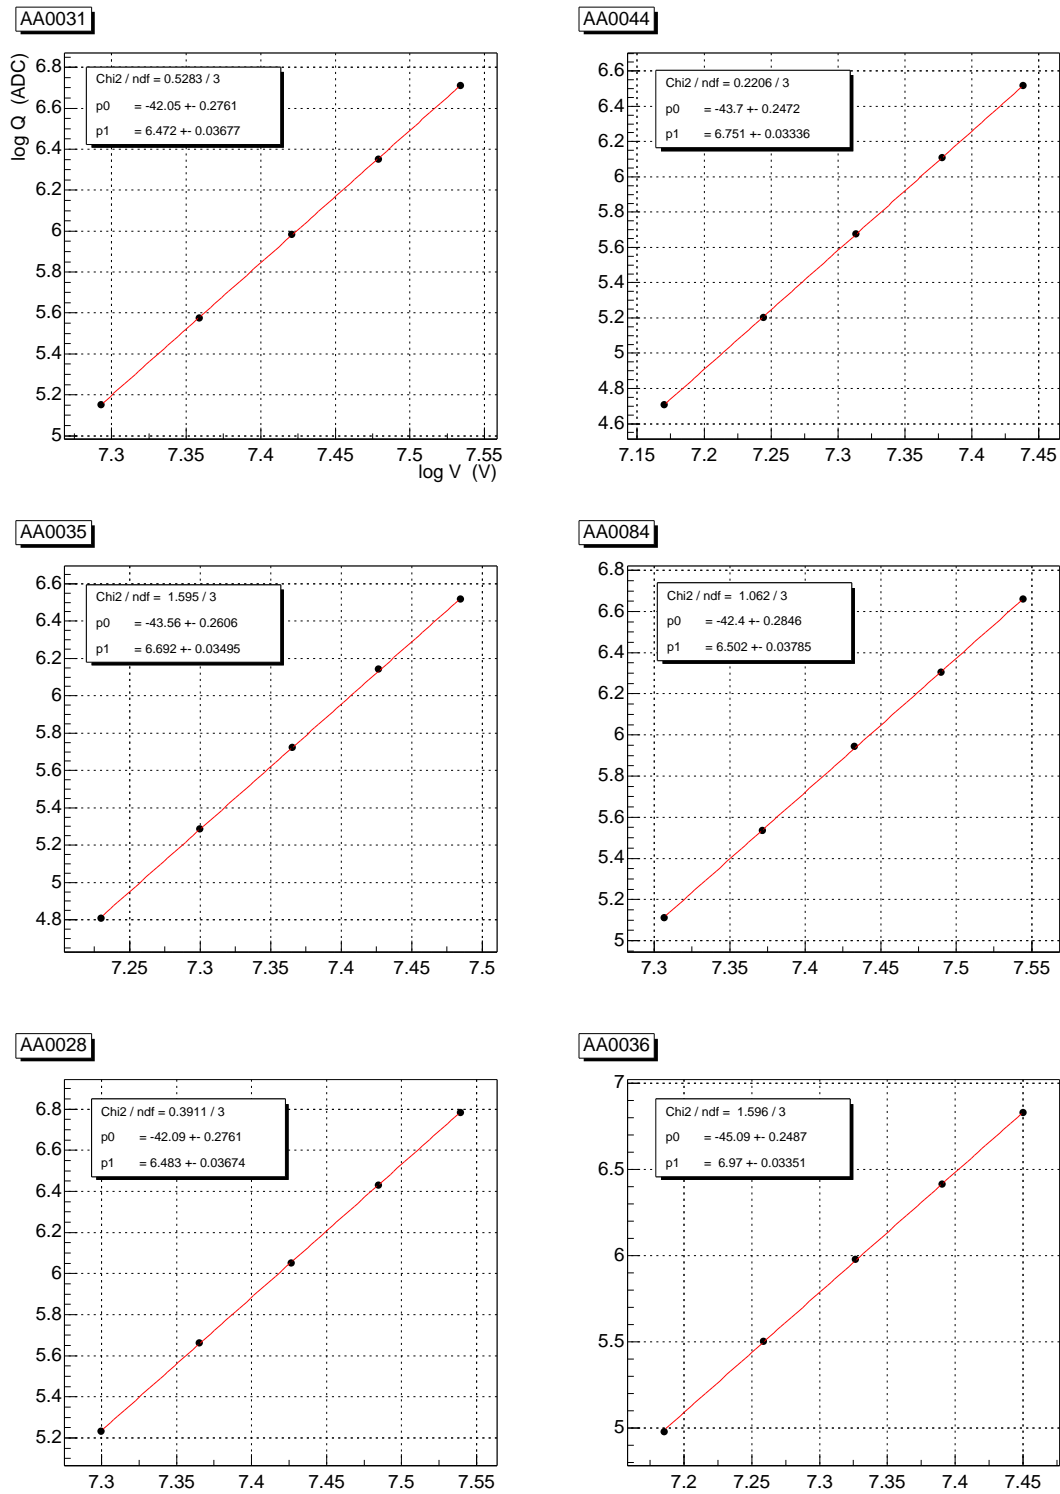 AA0031
log Q (ADC)
6.8
6.6
6.4
6.2
6
5.8
5.6
5.4
5.2
5
Chi2 / ndf = 0.5283 / 3
p0 = -42.05 +- 0.2761
p1 = 6.472 +- 0.03677
7.3 7.35 7.4 7.45 7.5 7.55
log V (V)
AA0044
6.6
6.4
6.2
6
5.8
5.6
5.4
5.2
5
4.8
4.6
Chi2 / ndf = 0.2206 / 3
p0 = -43.7 +- 0.2472
p1 = 6.751 +- 0.03336
7.15 7.2 7.25 7.3 7.35 7.4 7.45
AA0035
6.6
6.4
6.2
6
5.8
5.6
5.4
5.2
5
4.8
Chi2 / ndf = 1.595 / 3
p0 = -43.56 +- 0.2606
p1 = 6.692 +- 0.03495
7.25 7.3 7.35 7.4 7.45 7.5
AA0084
6.8
6.6
6.4
6.2
6
5.8
5.6
5.4
5.2
5
Chi2 / ndf = 1.062 / 3
p0 = -42.4 +- 0.2846
p1 = 6.502 +- 0.03785
7.3 7.35 7.4 7.45 7.5 7.55
AA0028
6.8
6.6
6.4
6.2
6
5.8
5.6
5.4
5.2
Chi2 / ndf = 0.3911 / 3
p0 = -42.09 +- 0.2761
p1 = 6.483 +- 0.03674
7.3 7.35 7.4 7.45 7.5 7.55
AA0036
7
6.5
6
5.5
5
Chi2 / ndf = 1.596 / 3
p0 = -45.09 +- 0.2487
p1 = 6.97 +- 0.03351
7.2 7.25 7.3 7.35 7.4 7.45